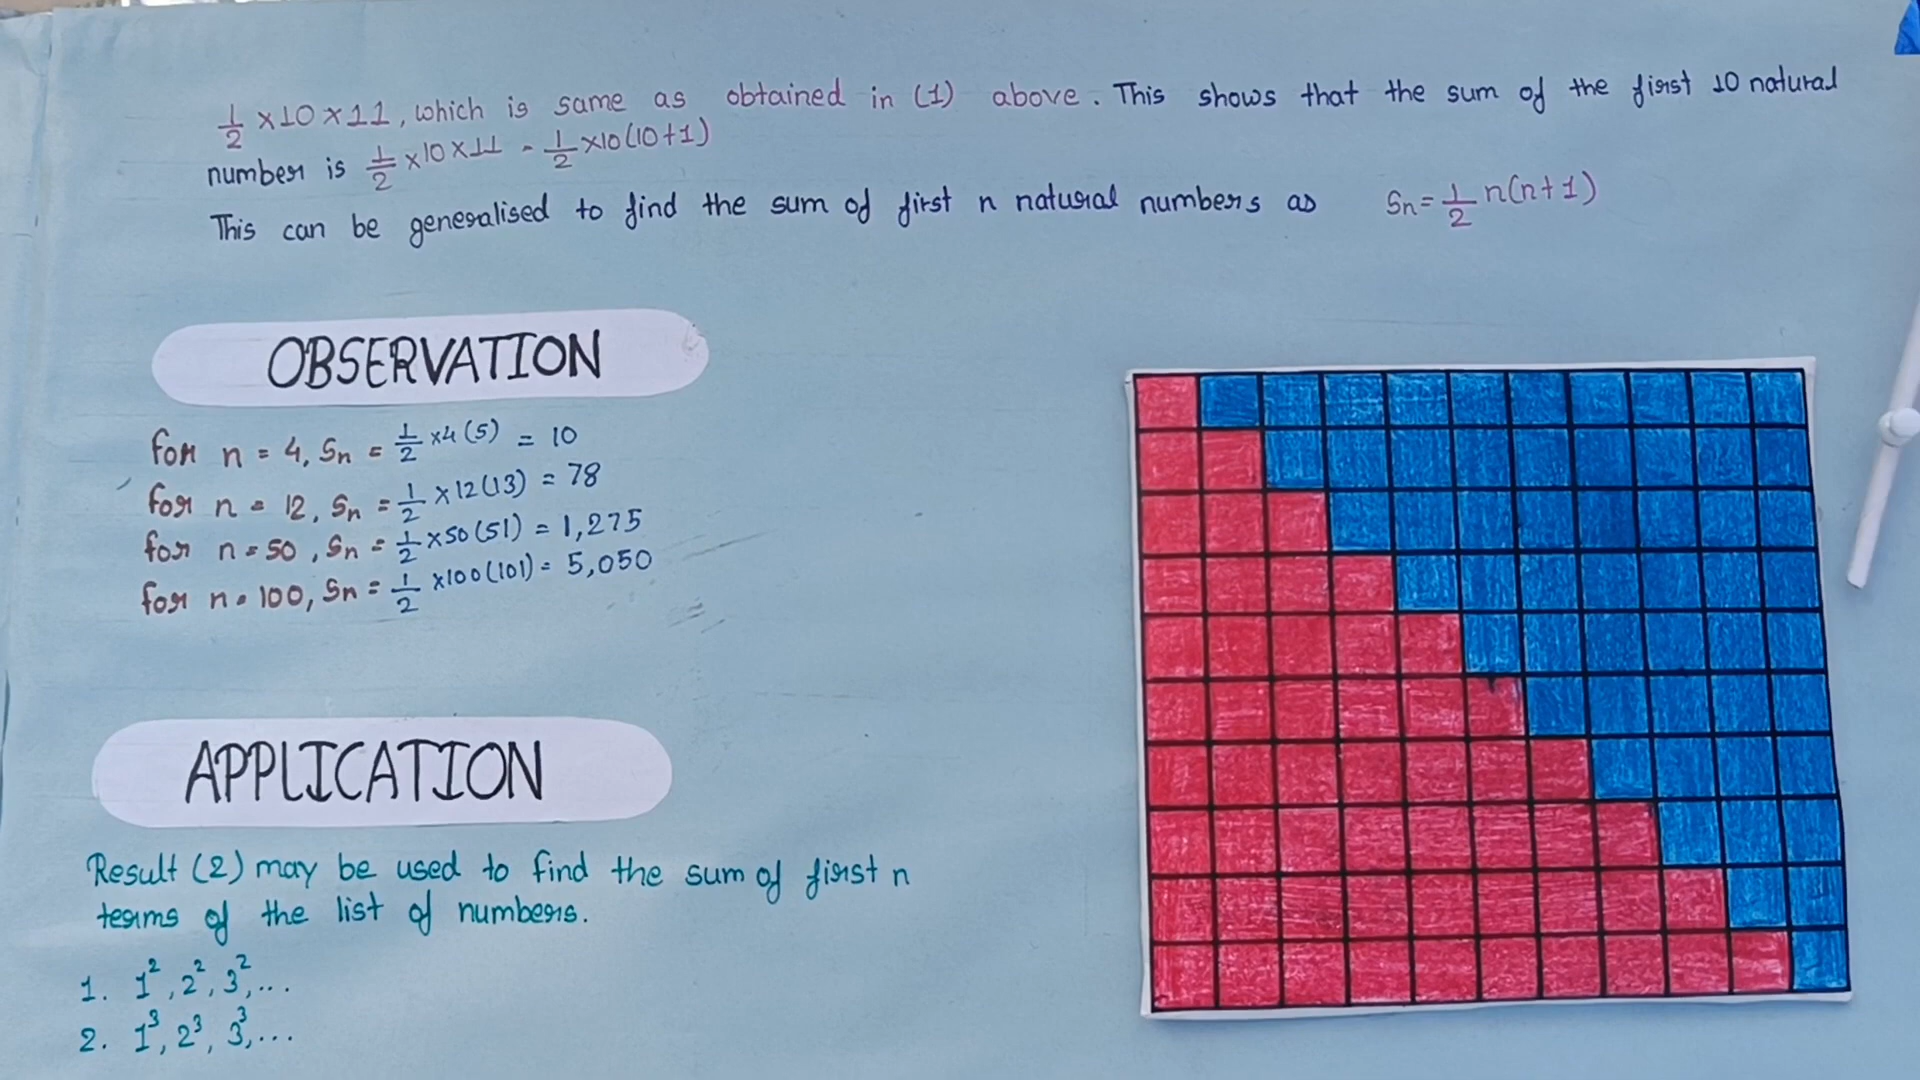 1/2 ×10×11, which is same as obtained in (1) above. This shows that the sum of the first 10 natural
number is 1/2 ×10×11 = 1/2 ×10(10+1)
This can be generalised to find the sum of first n natural numbers as Sn = 1/2 n(n+1)
OBSERVATION
for n = 4, Sn = 1/2 ×4(5) = 10
for n = 12, Sn = 1/2 ×12(13) = 78
for n = 50, Sn = 1/2 ×50(51) = 1,275
for n = 100, Sn = 1/2 ×100(101) = 5,050
APPLICATION
Result (2) may be used to find the sum of first n
terms of the list of numbers.
1. 1², 2², 3², ...
2. 1³, 2³, 3³, ...